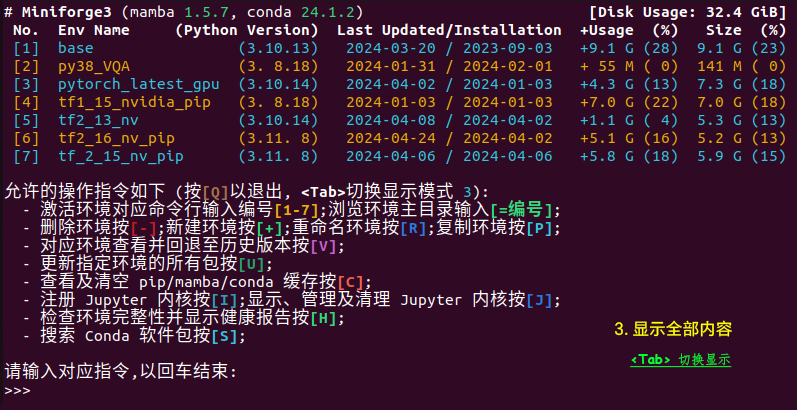 # Miniforge3 (mamba 1.5.7, conda 24.1.2) [Disk Usage: 32.4 GiB]
No. Env Name (Python Version) Last Updated/Installation +Usage (%) Size (%)
[1] base (3.10.13) 2024-03-20 / 2023-09-03 +9.1 G (28) 9.1 G (23)
[2] py38_VQA (3. 8.18) 2024-01-31 / 2024-02-01 + 55 M ( 0) 141 M ( 0)
[3] pytorch_latest_gpu (3.10.14) 2024-04-02 / 2024-01-03 +4.3 G (13) 7.3 G (18)
[4] tf1_15_nvidia_pip (3. 8.18) 2024-01-03 / 2024-01-03 +7.0 G (22) 7.0 G (18)
[5] tf2_13_nv (3.10.14) 2024-04-08 / 2024-04-02 +1.1 G ( 4) 5.3 G (13)
[6] tf2_16_nv_pip (3.11. 8) 2024-04-24 / 2024-04-02 +5.1 G (16) 5.2 G (13)
[7] tf_2_15_nv_pip (3.11. 8) 2024-04-06 / 2024-04-06 +5.8 G (18) 5.9 G (15)
允许的操作指令如下 (按[Q]以退出, <Tab>切换显示模式 3):
- 激活环境对应命令行输入编号[1-7];浏览环境主目录输入[=编号];
- 删除环境按[-];新建环境按[+];重命名环境按[R];复制环境按[P];
- 对应环境查看并回退至历史版本按[V];
- 更新指定环境的所有包按[U];
- 查看及清空 pip/mamba/conda 缓存按[C];
- 注册 Jupyter 内核按[I];显示、管理及清理 Jupyter 内核按[J];
- 检查环境完整性并显示健康报告按[H];
- 搜索 Conda 软件包按[S];
3. 显示全部内容
<Tab> 切换显示
请输入对应指令,以回车结束:
>>>